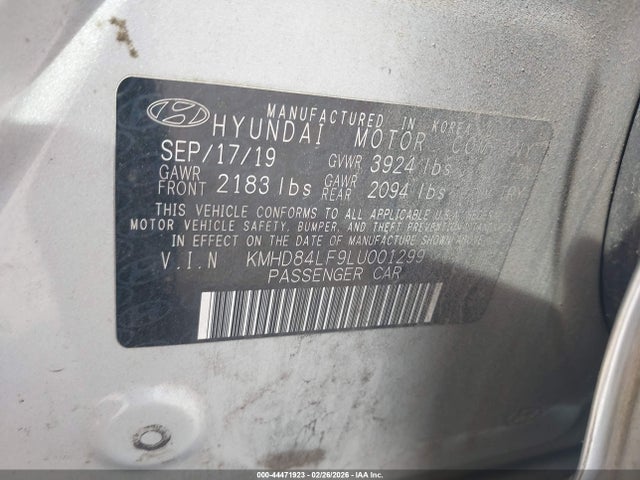 MANUFACTURED IN KOREA
HYUNDAI MOTOR
SEP/17/19 GVWR 3924 lbs
GAWR FRONT 2183 lbs GAWR REAR 2094 lbs
THIS VEHICLE CONFORMS TO ALL APPLICABLE U.S.A.
MOTOR VEHICLE SAFETY, BUMPER, AND THEFT PREVENTION
IN EFFECT ON THE DATE OF MANUFACTURE SHOWN ABOVE.
V.I.N KMHD84LF9LU001299
PASSENGER CAR
000-44471923 | 02/26/2026 - IAA Inc.